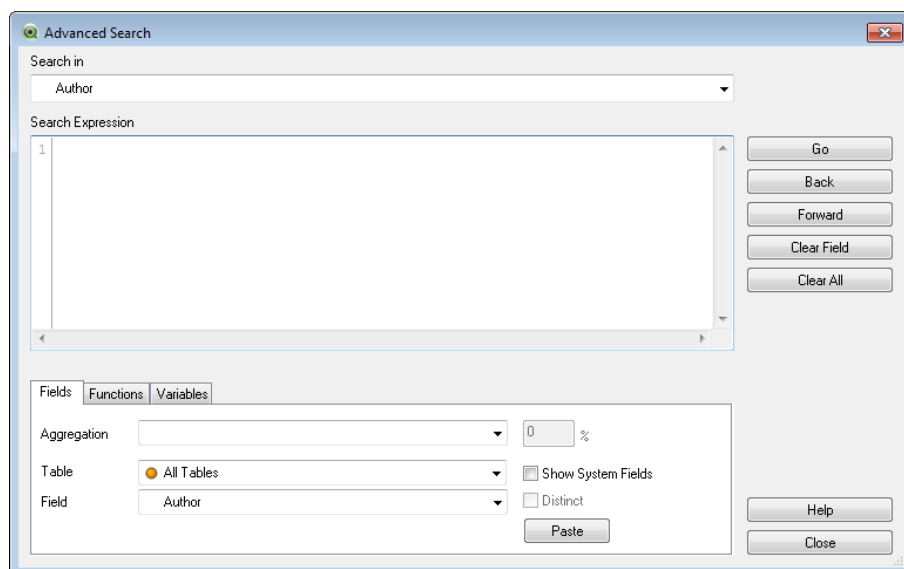 Advanced Search
Search in
Author
Search Expression
1
Go
Back
Forward
Clear Field
Clear All
Fields Functions Variables
Aggregation 0 %
Table All Tables Show System Fields
Field Author Distinct
Paste
Help
Close